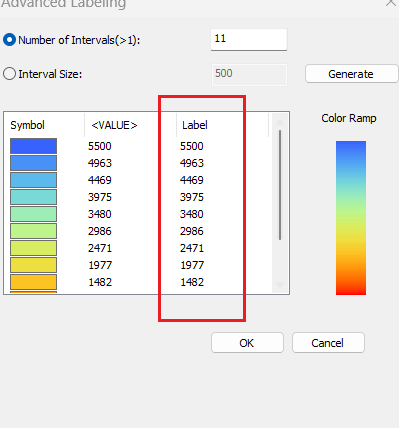 Advanced Labeling
Number of Intervals(>1): 11
Interval Size: 500 Generate
Symbol <VALUE> Label Color Ramp
5500 5500
4963 4963
4469 4469
3975 3975
3480 3480
2986 2986
2471 2471
1977 1977
1482 1482
OK Cancel